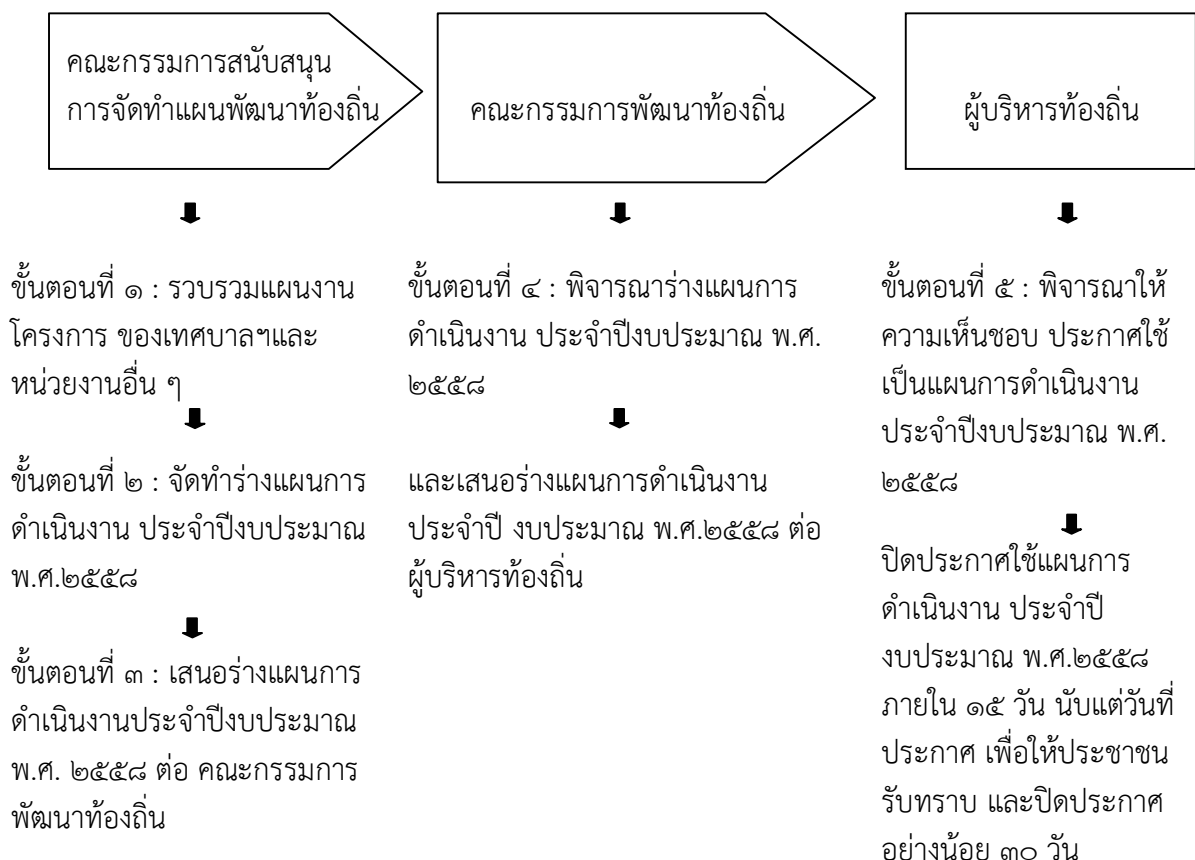 คณะกรรมการสนับสนุน
การจัดทำแผนพัฒนาท้องถิ่น
คณะกรรมการพัฒนาท้องถิ่น
ผู้บริหารท้องถิ่น
ขั้นตอนที่ ๑ : รวบรวมแผนงาน
โครงการ ของเทศบาลฯและ
หน่วยงานอื่น ๆ
ขั้นตอนที่ ๒ : จัดทำร่างแผนการ
ดำเนินงาน ประจำปีงบประมาณ
พ.ศ.๒๕๕๘
ขั้นตอนที่ ๓ : เสนอร่างแผนการ
ดำเนินงานประจำปีงบประมาณ
พ.ศ. ๒๕๕๘ ต่อ คณะกรรมการ
พัฒนาท้องถิ่น
ขั้นตอนที่ ๔ : พิจารณาร่างแผนการ
ดำเนินงาน ประจำปีงบประมาณ พ.ศ.
๒๕๕๘
และเสนอร่างแผนการดำเนินงาน
ประจำปี งบประมาณ พ.ศ.๒๕๕๘ ต่อ
ผู้บริหารท้องถิ่น
ขั้นตอนที่ ๕ : พิจารณาให้
ความเห็นชอบ ประกาศใช้
เป็นแผนการดำเนินงาน
ประจำปีงบประมาณ พ.ศ.
๒๕๕๘
ปิดประกาศใช้แผนการ
ดำเนินงาน ประจำปี
งบประมาณ พ.ศ.๒๕๕๘
ภายใน ๑๕ วัน นับแต่วันที่
ประกาศ เพื่อให้ประชาชน
รับทราบ และปิดประกาศ
อย่างน้อย ๓๐ วัน